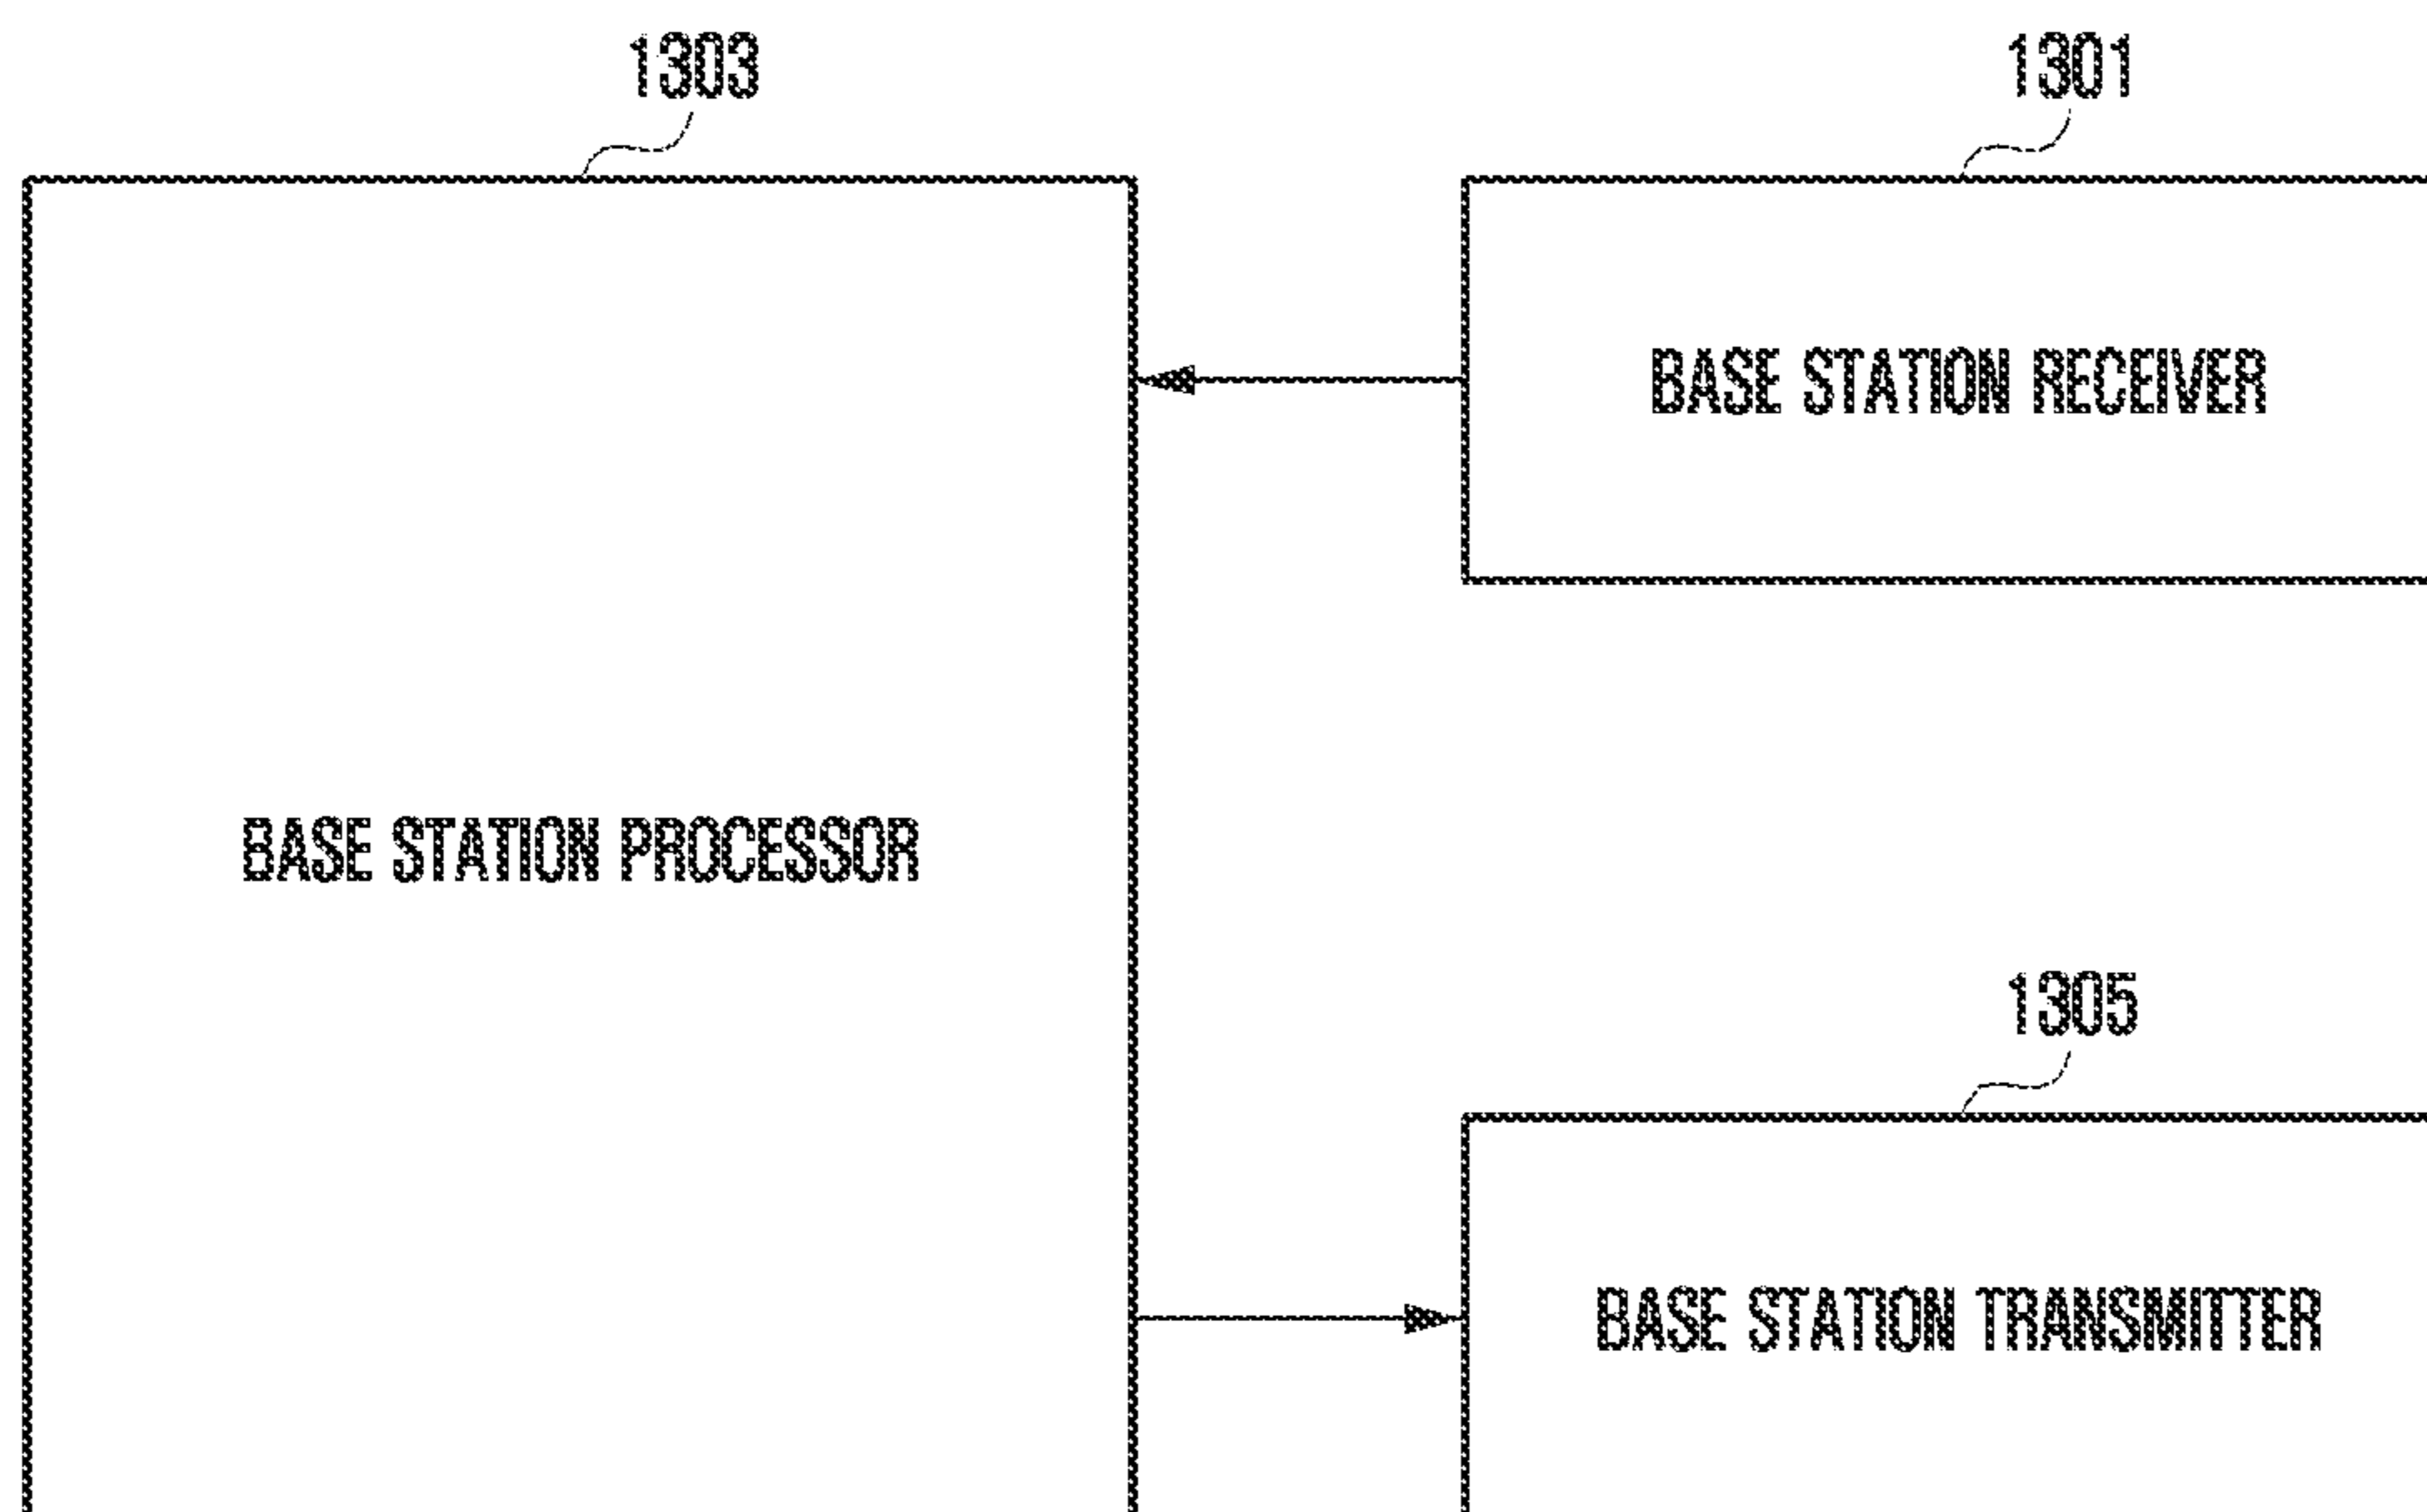 1303
1301
BASE STATION RECEIVER
BASE STATION PROCESSOR
1305
BASE STATION TRANSMITTER